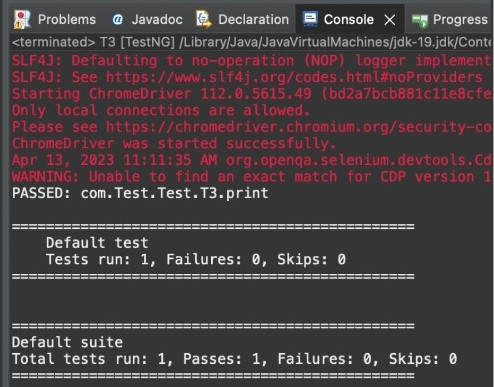 Problems @ Javadoc Declaration Console Progress
<terminated> T3 [TestNG] /Library/Java/JavaVirtualMachines/jdk-19.jdk/Conte
SLF4J: Defaulting to no-operation (NOP) logger implement
SLF4J: See https://www.slf4j.org/codes.html#noProviders
Starting ChromeDriver 112.0.5615.49 (bd2a7bcb881c11e8cfe
Only local connections are allowed.
Please see https://chromedriver.chromium.org/security-co
ChromeDriver was started successfully.
Apr 13, 2023 11:11:35 AM org.openqa.selenium.devtools.Cd
WARNING: Unable to find an exact match for CDP version 1
PASSED: com.Test.Test.T3.print
===============================================
Default test
Tests run: 1, Failures: 0, Skips: 0
===============================================
===============================================
Default suite
Total tests run: 1, Passes: 1, Failures: 0, Skips: 0
===============================================